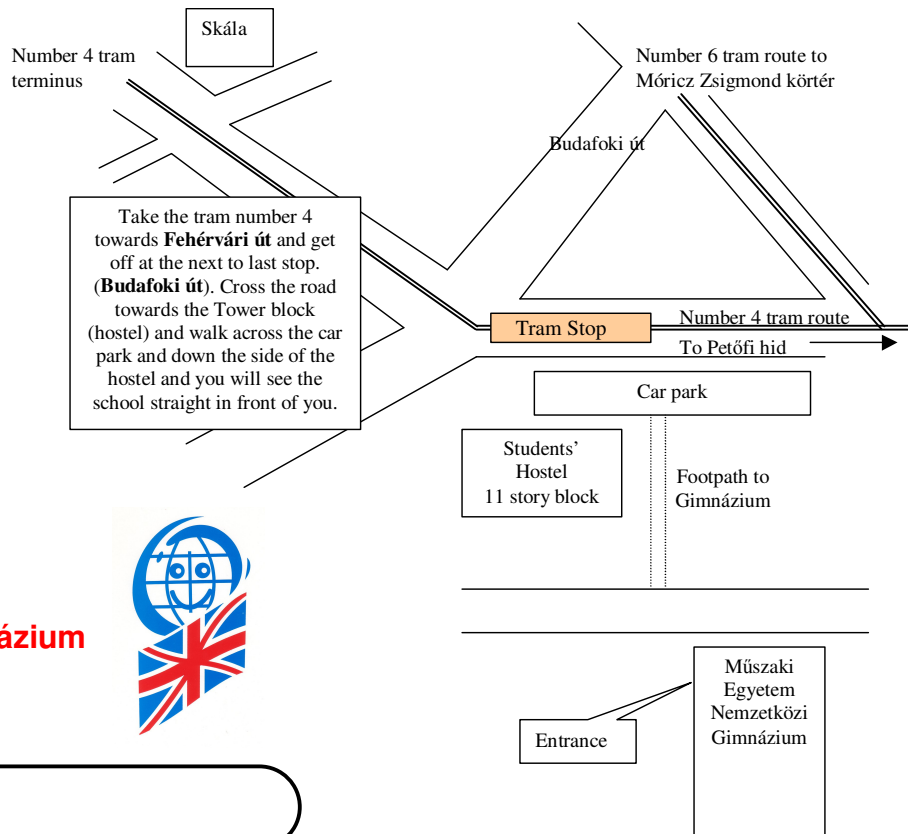 Skála
Number 4 tram
terminus
Number 6 tram route to
Móricz Zsigmond körtér
Budafoki út
Take the tram number 4
towards Fehérvári út and get
off at the next to last stop.
(Budafoki út). Cross the road
towards the Tower block
(hostel) and walk across the car
park and down the side of the
hostel and you will see the
school straight in front of you.
Tram Stop
Number 4 tram route
To Petőfi hid
Car park
Students’
Hostel
11 story block
Footpath to
Gimnázium
ázium
Műszaki
Egyetem
Nemzetközi
Gimnázium
Entrance